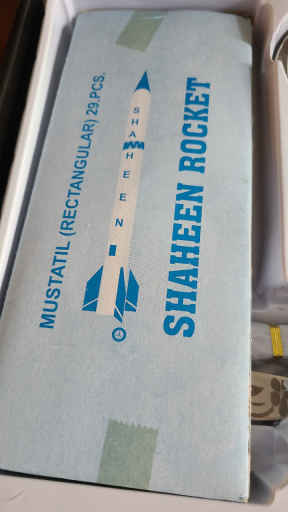 MUSTATIL (RECTANGULAR) 29.PCS.
SHAHEEN
SHAHEEN ROCKET